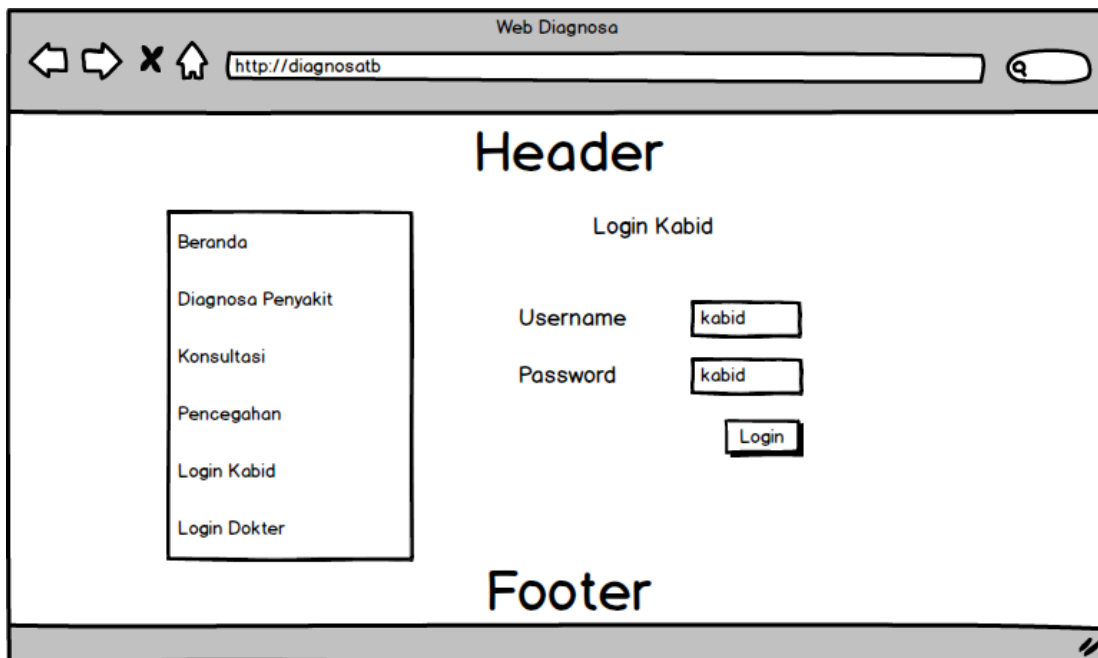 Web Diagnosa
http://diagnosatb
Header
Beranda
Diagnosa Penyakit
Konsultasi
Pencegahan
Login Kabid
Login Dokter
Login Kabid
Username kabid
Password kabid
Login
Footer